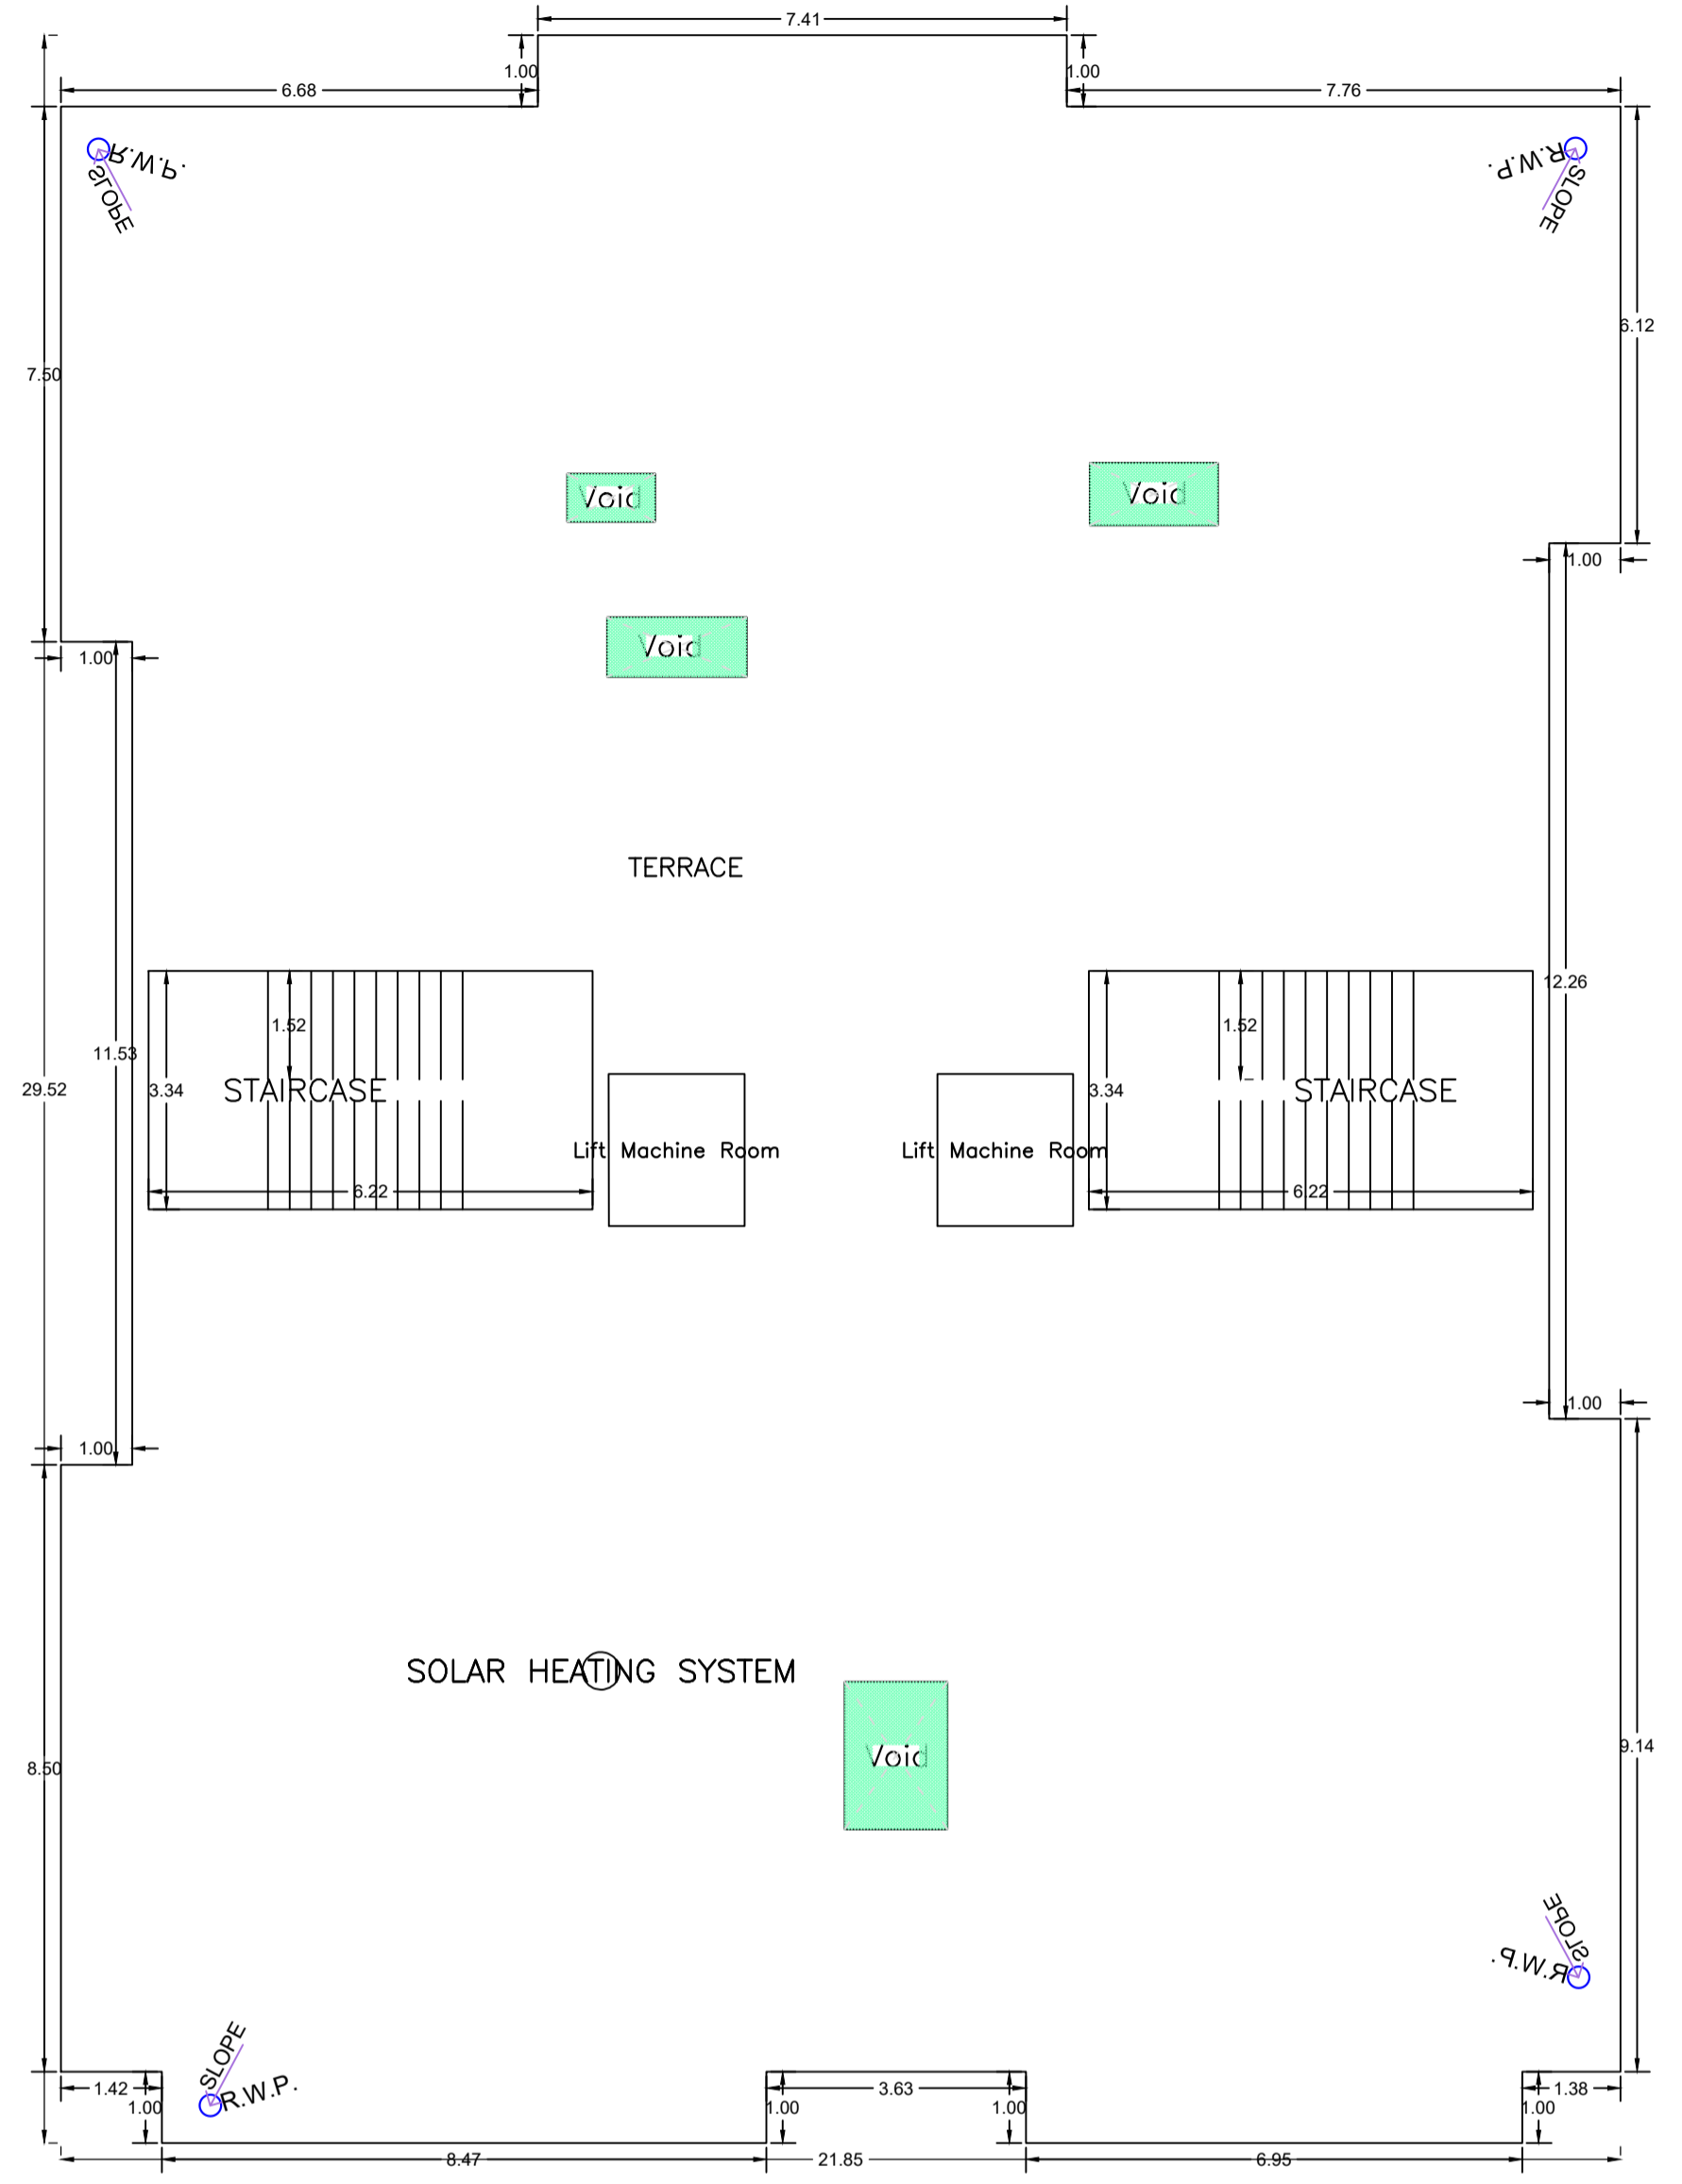 7.41
1.00
1.00
6.68
7.76
R.W.P.
R.W.P.
SLOPE
SLOPE
6.12
7.50
Void
Void
1.00
Void
1.00
TERRACE
12.26
1.52
1.52
11.53
29.52
3.34
STAIRCASE
3.34
STAIRCASE
Lift Machine Room
Lift Machine Room
6.22
6.22
1.00
1.00
SOLAR HEATING SYSTEM
9.14
Void
8.50
SLOPE
R.W.P.
SLOPE
R.W.P.
1.42
3.63
1.38
1.00
1.00
1.00
1.00
8.47
21.85
6.95